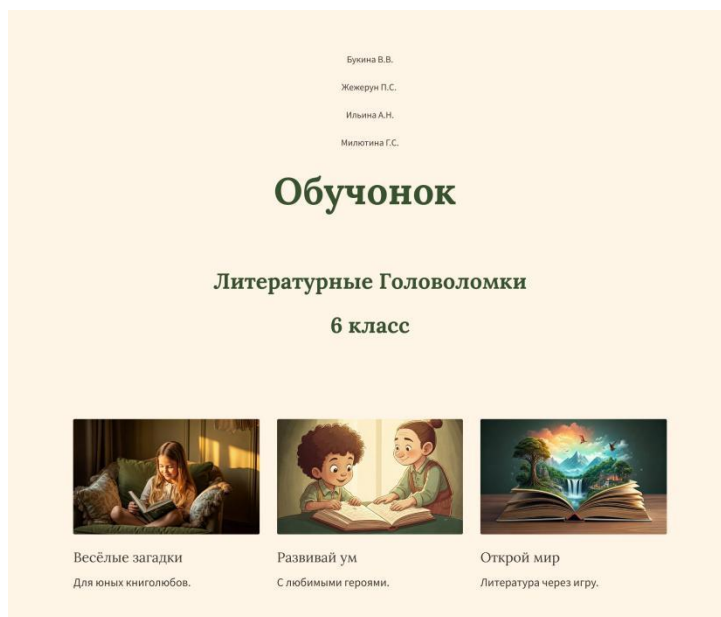 Букина В.В.
Жежерун П.С.
Ильина А.Н.
Милютина Г.С.
Обучонок
Литературные Головоломки
6 класс
Весёлые загадки
Для юных книголюбов.
Развивай ум
С любимыми героями.
Открой мир
Литература через игру.